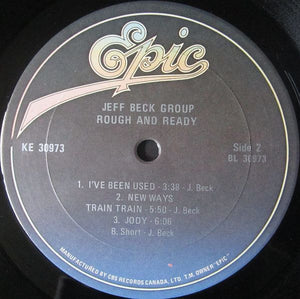 Epic
JEFF BECK GROUP
ROUGH AND READY
KE 30973
Side 2
BL 30973
1. I'VE BEEN USED - 3:38 - J. Beck
2. NEW WAYS
TRAIN TRAIN - 5:50 - J. Beck
3. JODY - 6:06
B. Short - J. Beck
MANUFACTURED BY CBS RECORDS CANADA, LTD. T.M. OWNER "EPIC"